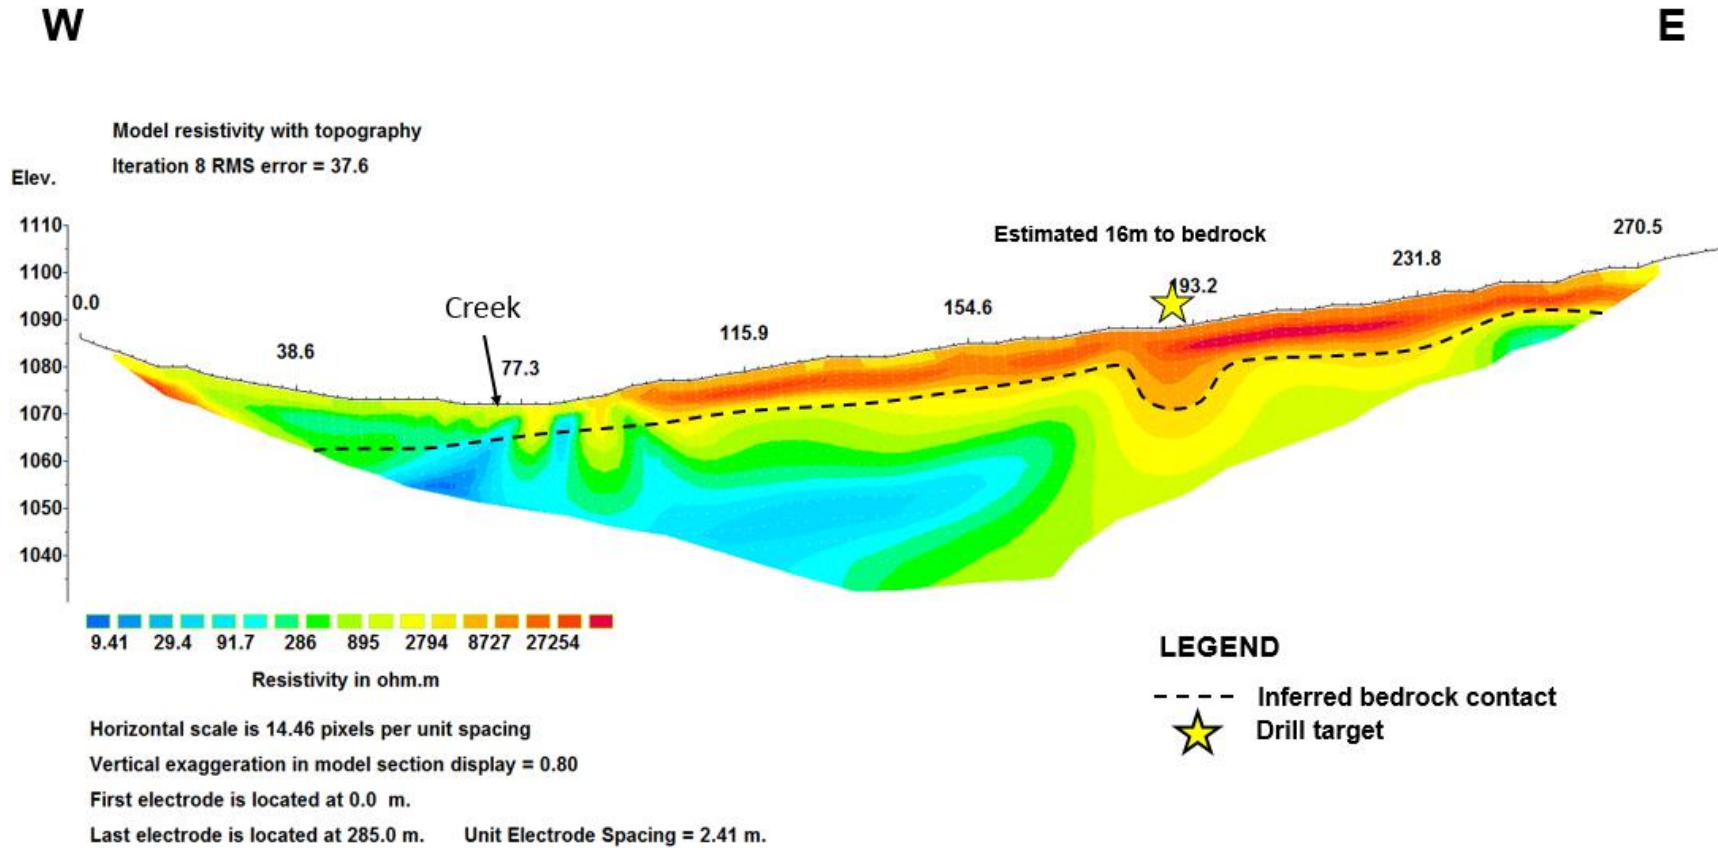 W
E
Model resistivity with topography
Iteration 8 RMS error = 37.6
Elev.
1110
1100
1090
1080
1070
1060
1050
1040
0.0
38.6
Creek
77.3
115.9
154.6
Estimated 16m to bedrock
193.2
231.8
270.5
9.41 29.4 91.7 286 895 2794 8727 27254
Resistivity in ohm.m
Horizontal scale is 14.46 pixels per unit spacing
Vertical exaggeration in model section display = 0.80
First electrode is located at 0.0 m.
Last electrode is located at 285.0 m. Unit Electrode Spacing = 2.41 m.
LEGEND
Inferred bedrock contact
Drill target